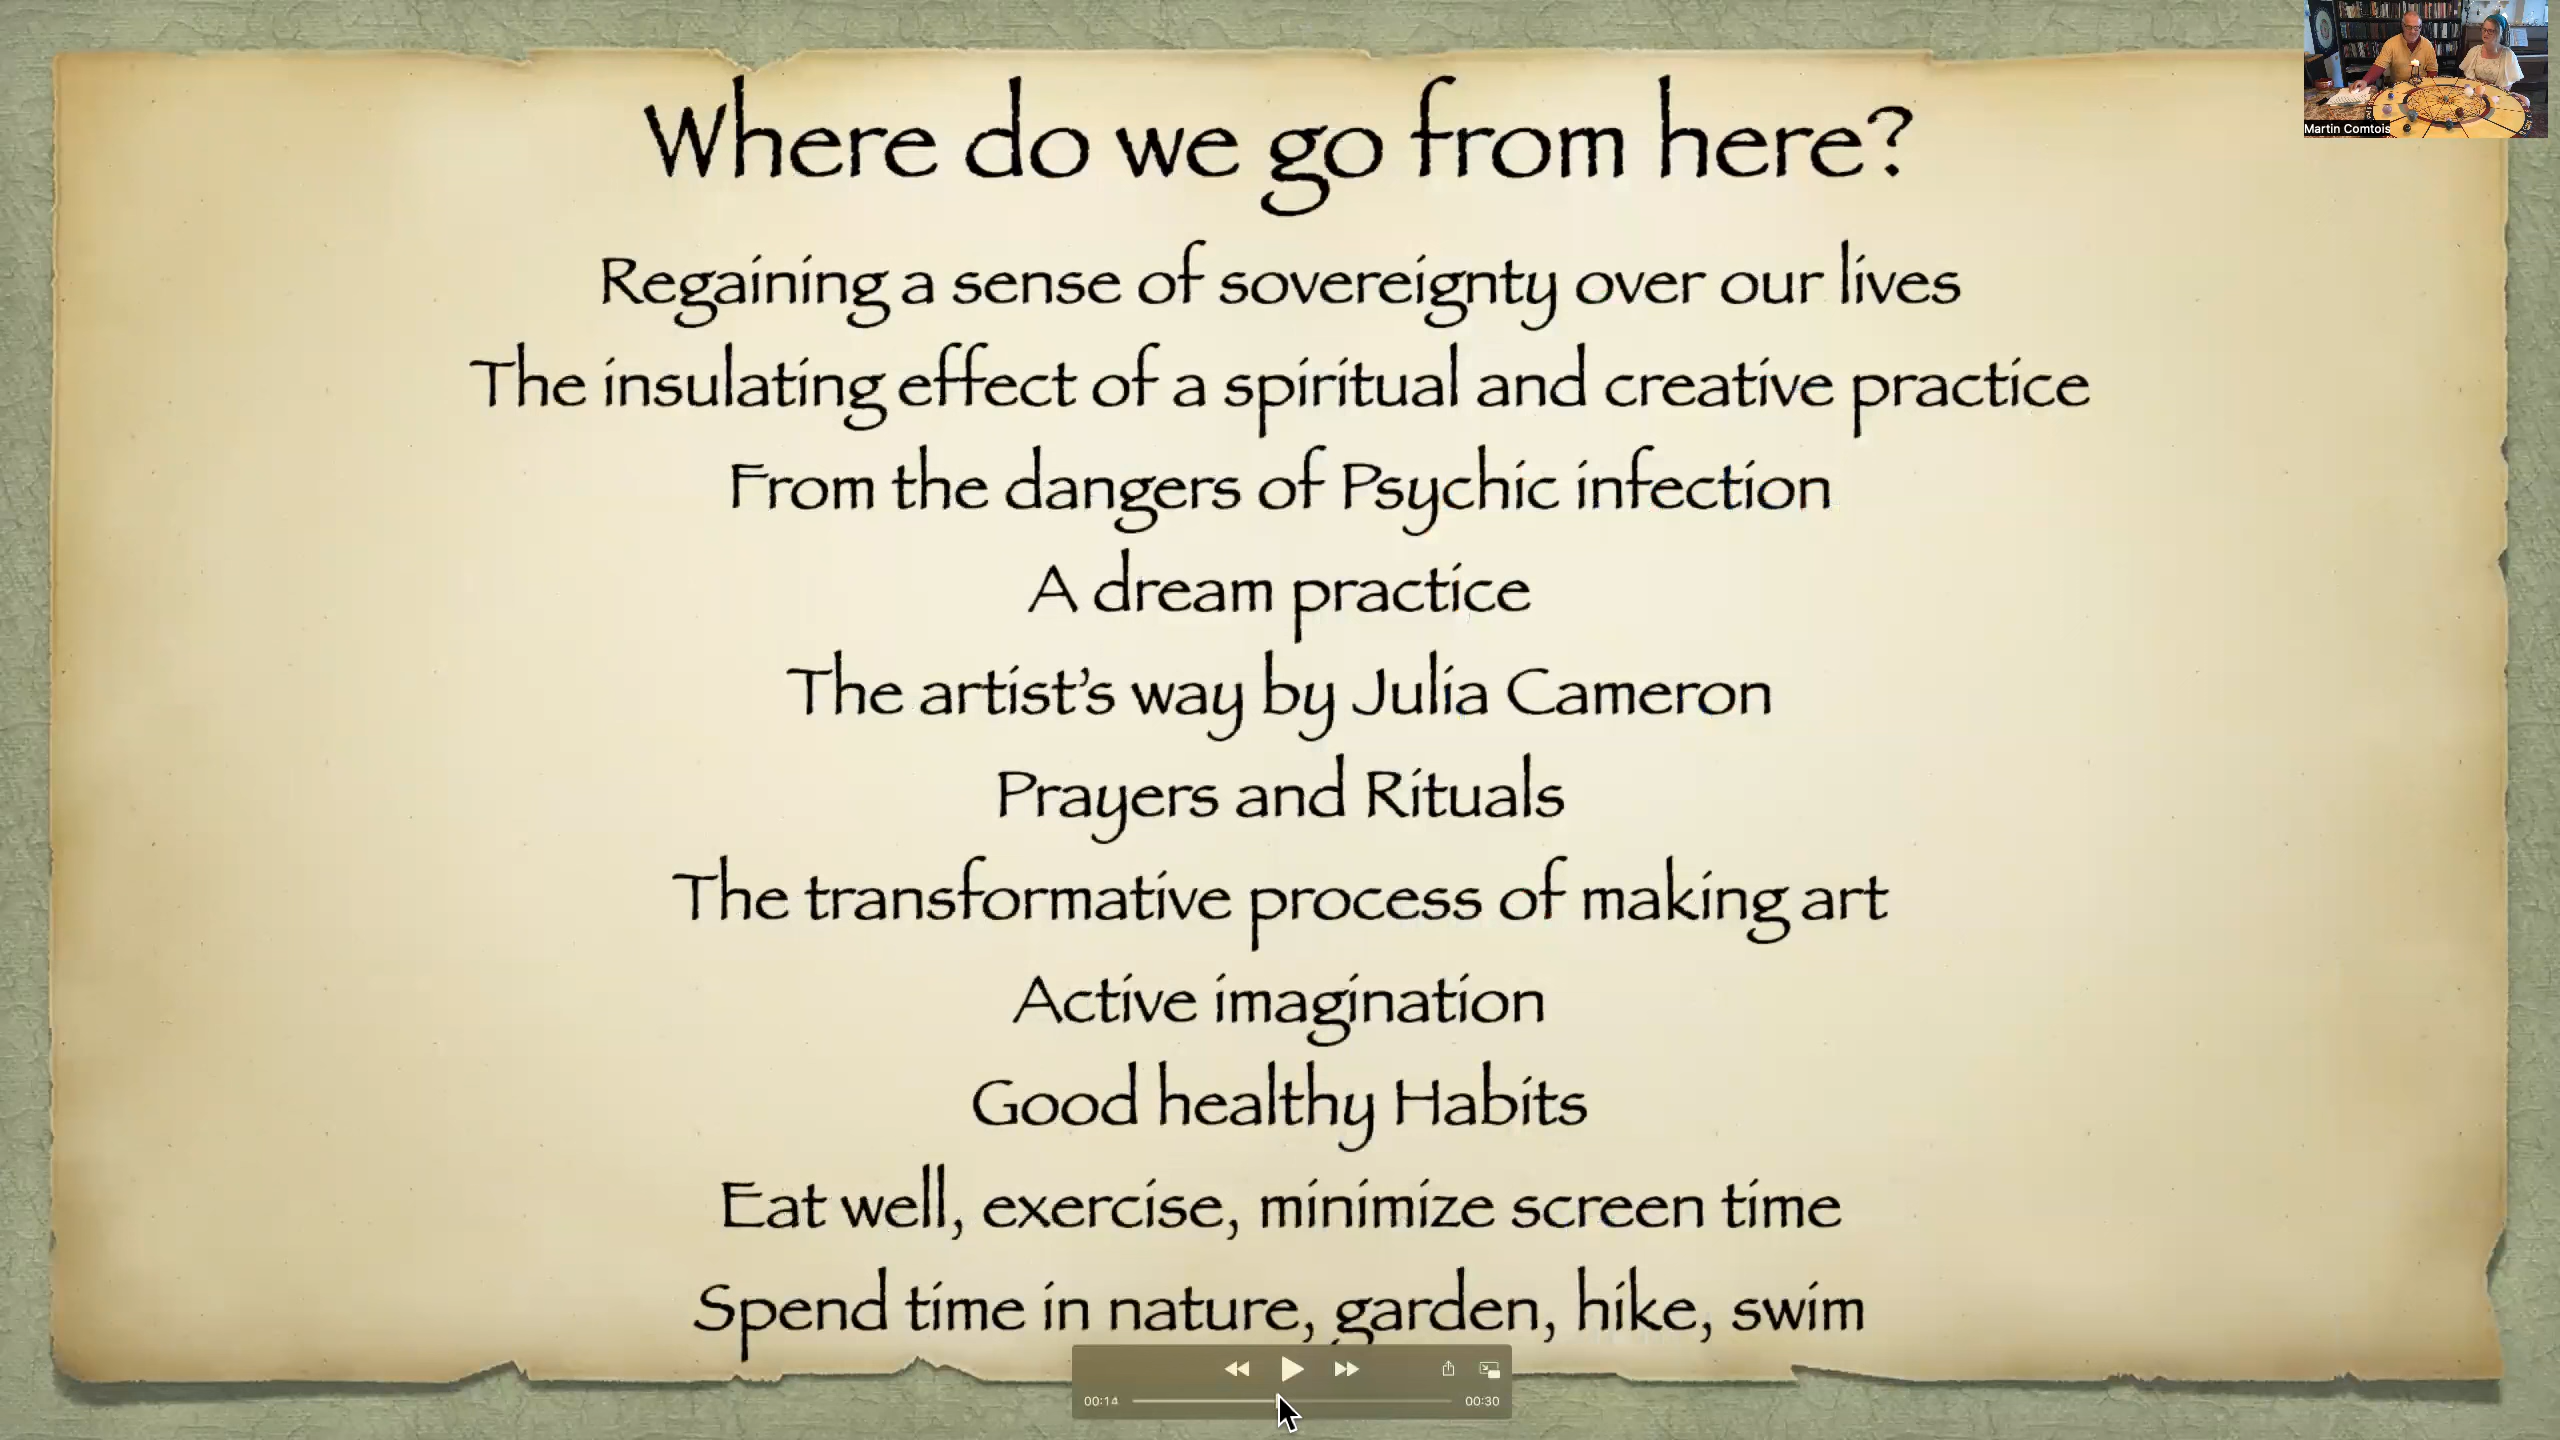 Where do we go from here?
Martin Comtois
Regaining a sense of sovereignty over our lives
The insulating effect of a spiritual and creative practice
From the dangers of Psychic infection
A dream practice
The artist's way by Julia Cameron
Prayers and Rituals
The transformative process of making art
Active imagination
Good healthy Habits
Eat well, exercise, minimize screen time
Spend time in nature, garden, hike, swim
00:14
00:30